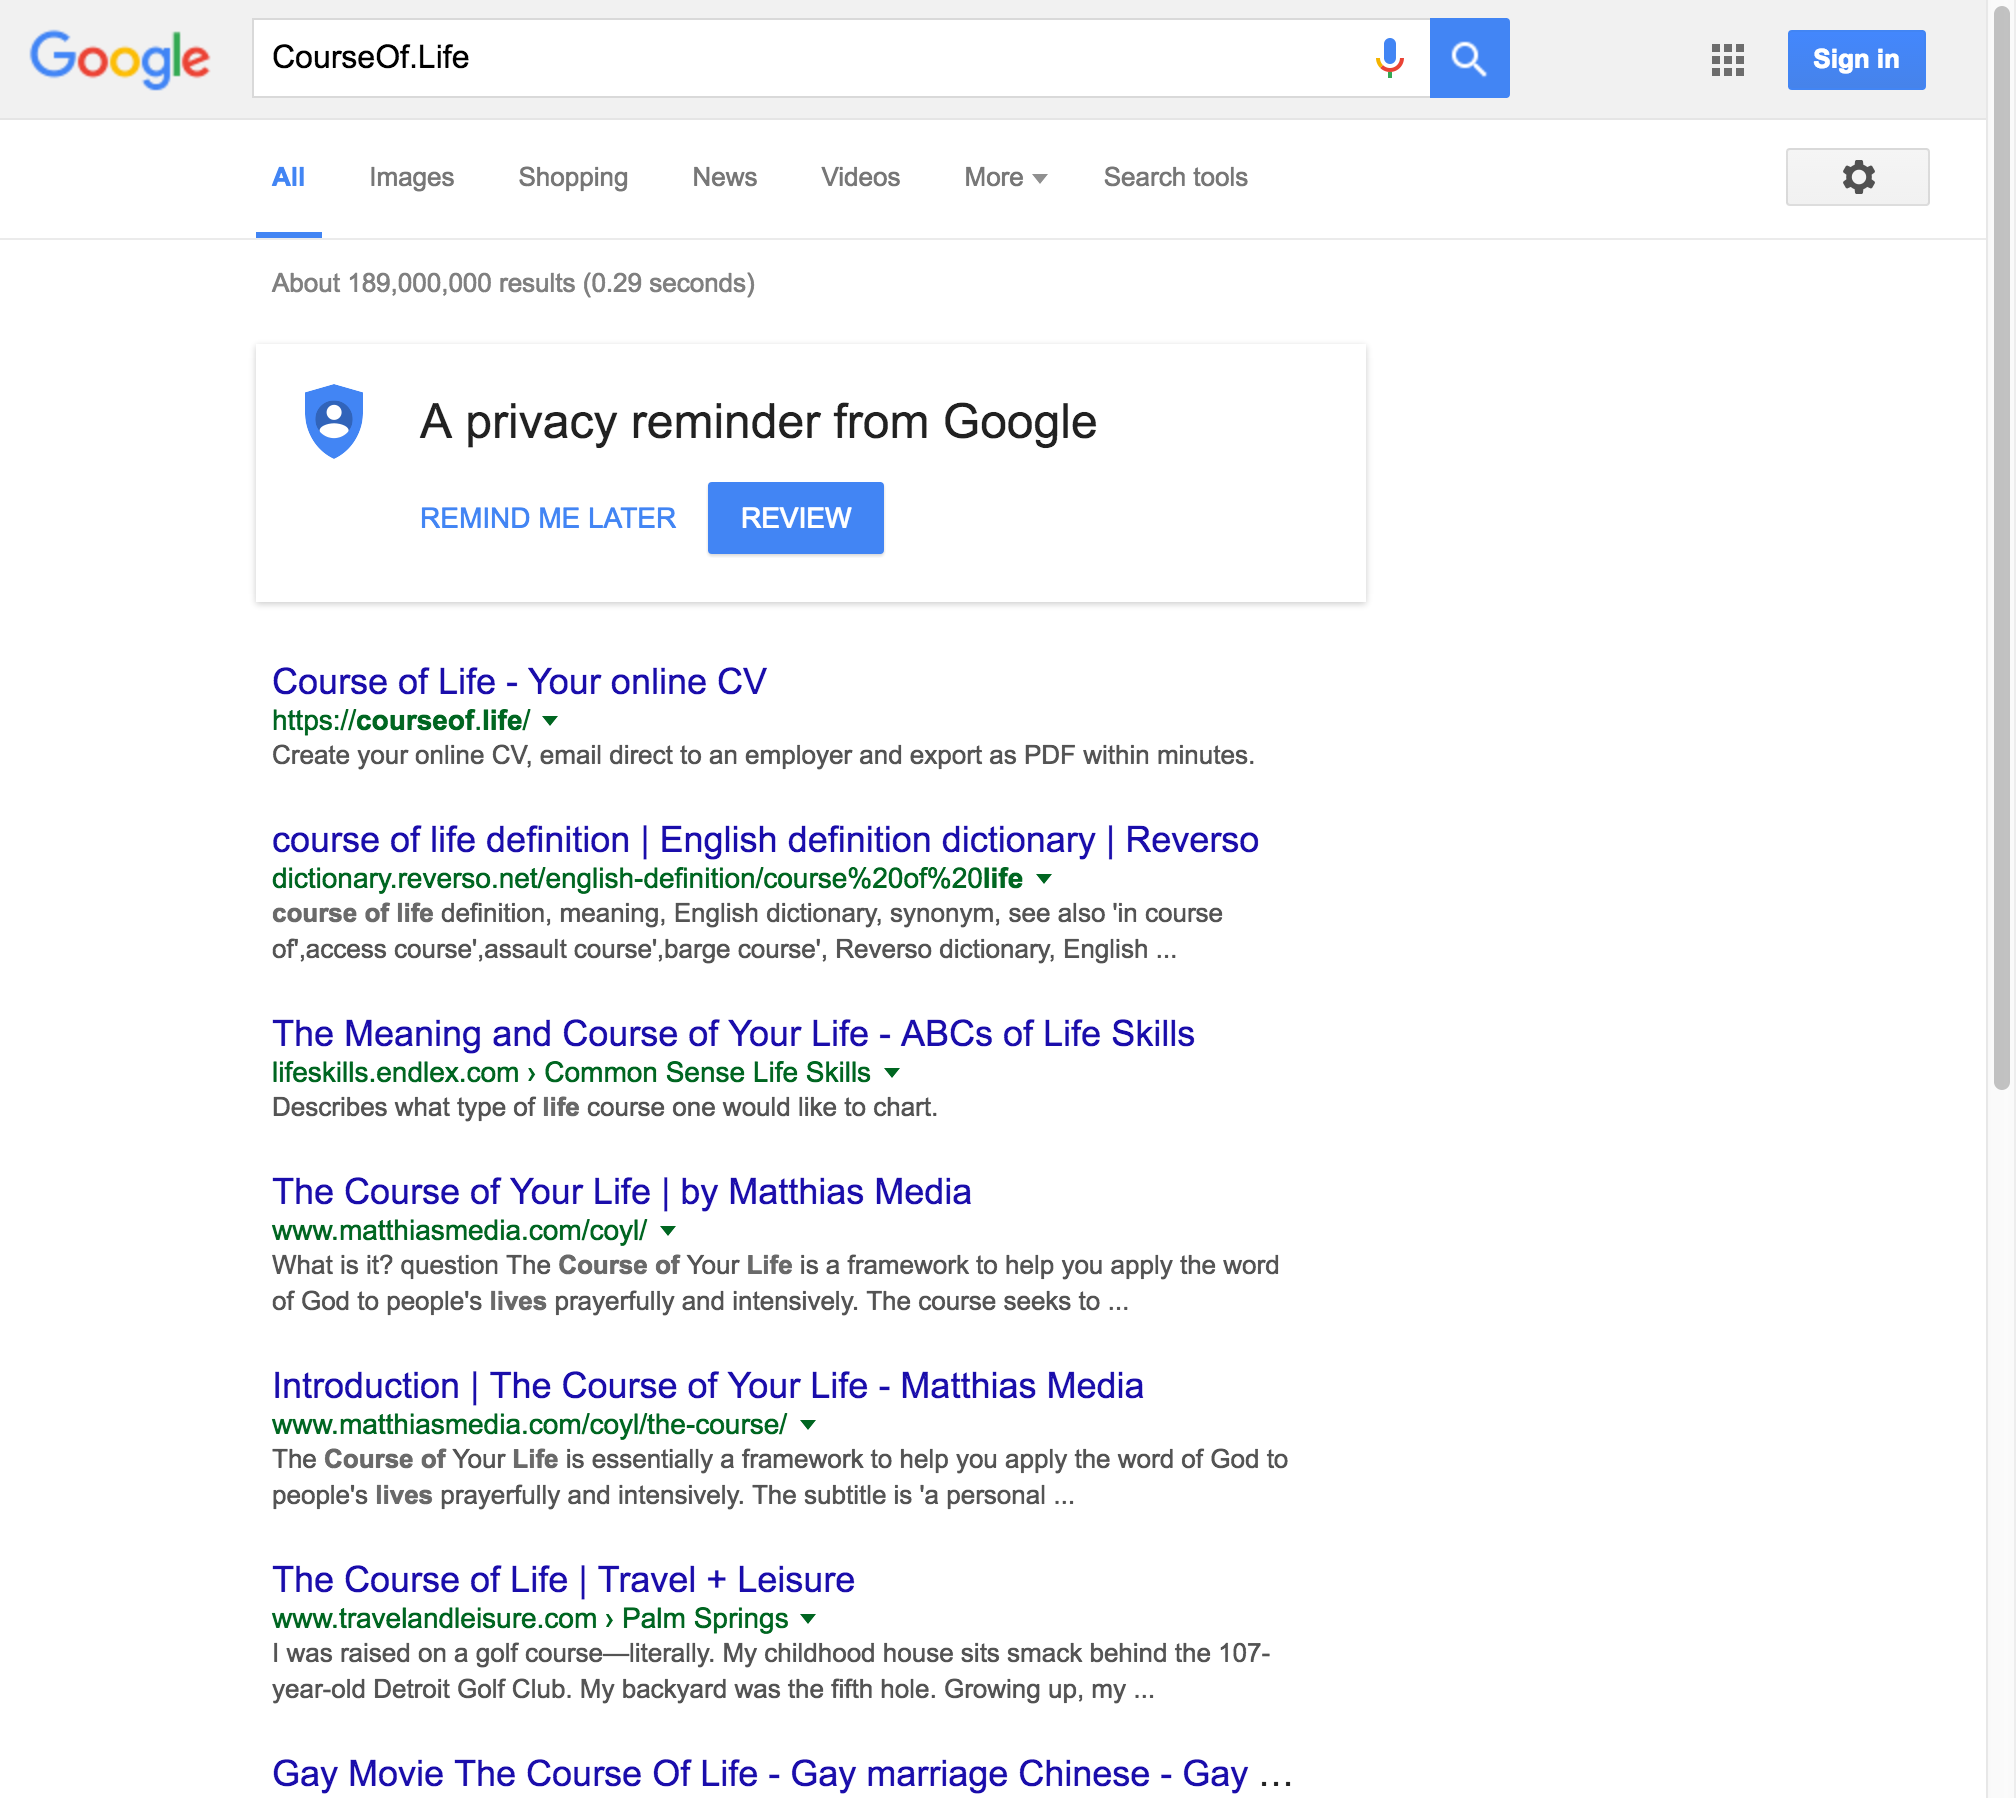 Google
CourseOf.Life
Sign in
All Images Shopping News Videos More Search tools
About 189,000,000 results (0.29 seconds)
A privacy reminder from Google
REMIND ME LATER REVIEW
Course of Life - Your online CV
https://courseof.life/
Create your online CV, email direct to an employer and export as PDF within minutes.
course of life definition | English definition dictionary | Reverso
dictionary.reverso.net/english-definition/course%20of%20life
course of life definition, meaning, English dictionary, synonym, see also 'in course
of',access course',assault course',barge course', Reverso dictionary, English ...
The Meaning and Course of Your Life - ABCs of Life Skills
lifeskills.endlex.com › Common Sense Life Skills
Describes what type of life course one would like to chart.
The Course of Your Life | by Matthias Media
www.matthiasmedia.com/coyl/
What is it? question The Course of Your Life is a framework to help you apply the word
of God to people's lives prayerfully and intensively. The course seeks to ...
Introduction | The Course of Your Life - Matthias Media
www.matthiasmedia.com/coyl/the-course/
The Course of Your Life is essentially a framework to help you apply the word of God to
people's lives prayerfully and intensively. The subtitle is 'a personal ...
The Course of Life | Travel + Leisure
www.travelandleisure.com › Palm Springs
I was raised on a golf course—literally. My childhood house sits smack behind the 107-
year-old Detroit Golf Club. My backyard was the fifth hole. Growing up, my ...
Gay Movie The Course Of Life - Gay marriage Chinese - Gay ...